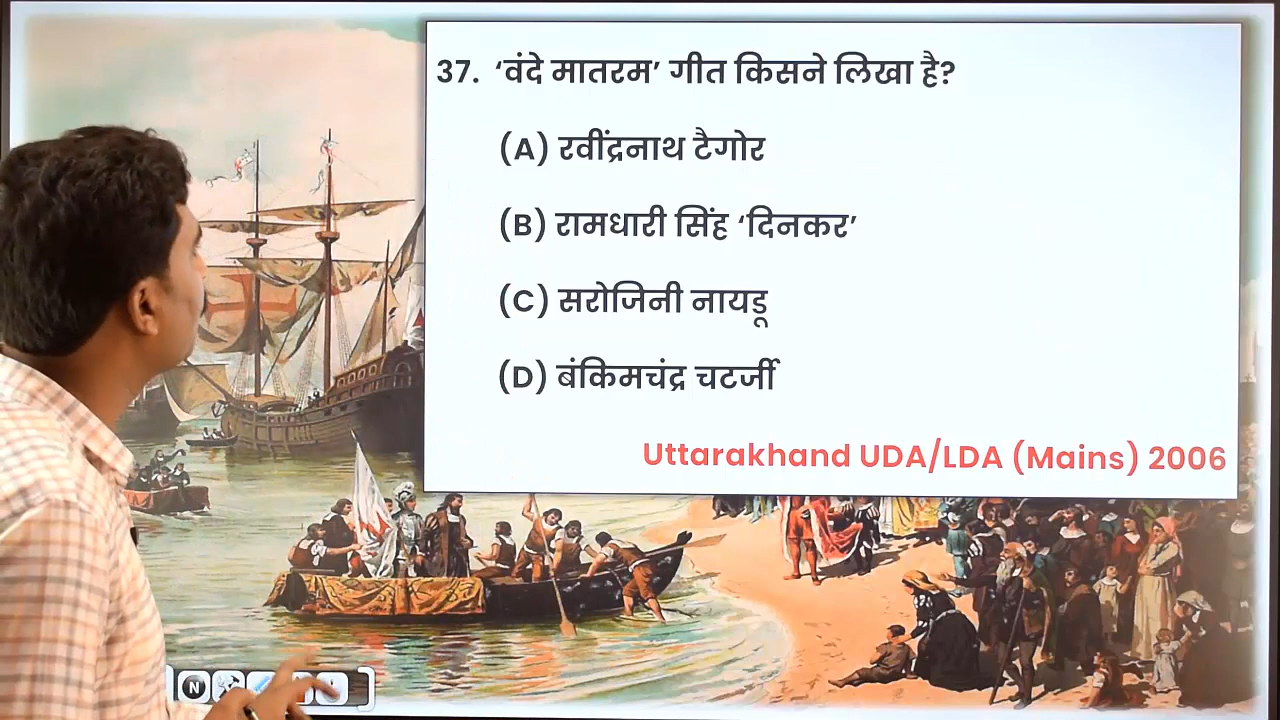 37. ‘वंदे मातरम’ गीत किसने लिखा है?
(A) रवींद्रनाथ टैगोर
(B) रामधारी सिंह ‘दिनकर’
(C) सरोजिनी नायडू
(D) बंकिमचंद्र चटर्जी
Uttarakhand UDA/LDA (Mains) 2006
N